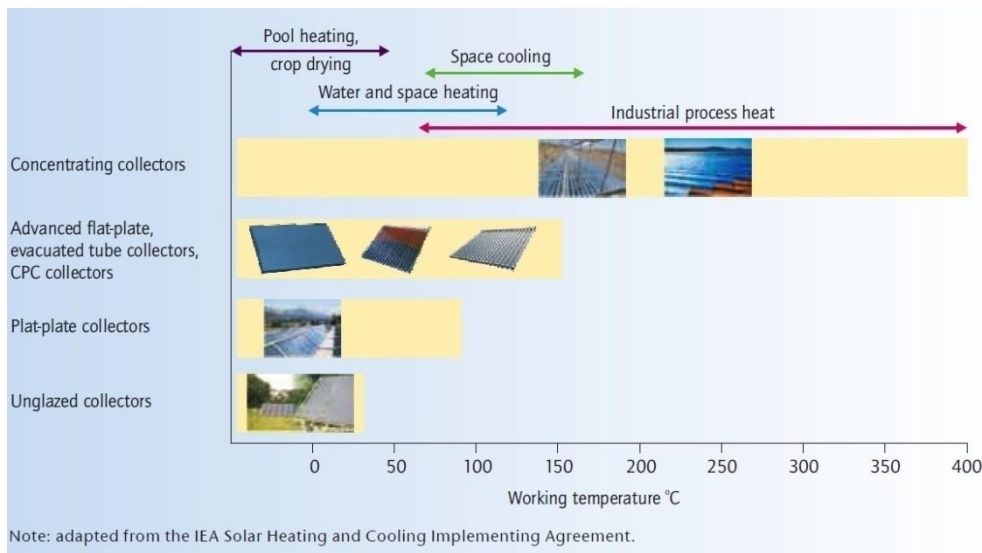 Pool heating,
crop drying
Space cooling
Water and space heating
Industrial process heat
Concentrating collectors
Advanced flat-plate,
evacuated tube collectors,
CPC collectors
Plat-plate collectors
Unglazed collectors
0 50 100 150 200 250 300 350 400
Working temperature °C
Note: adapted from the IEA Solar Heating and Cooling Implementing Agreement.